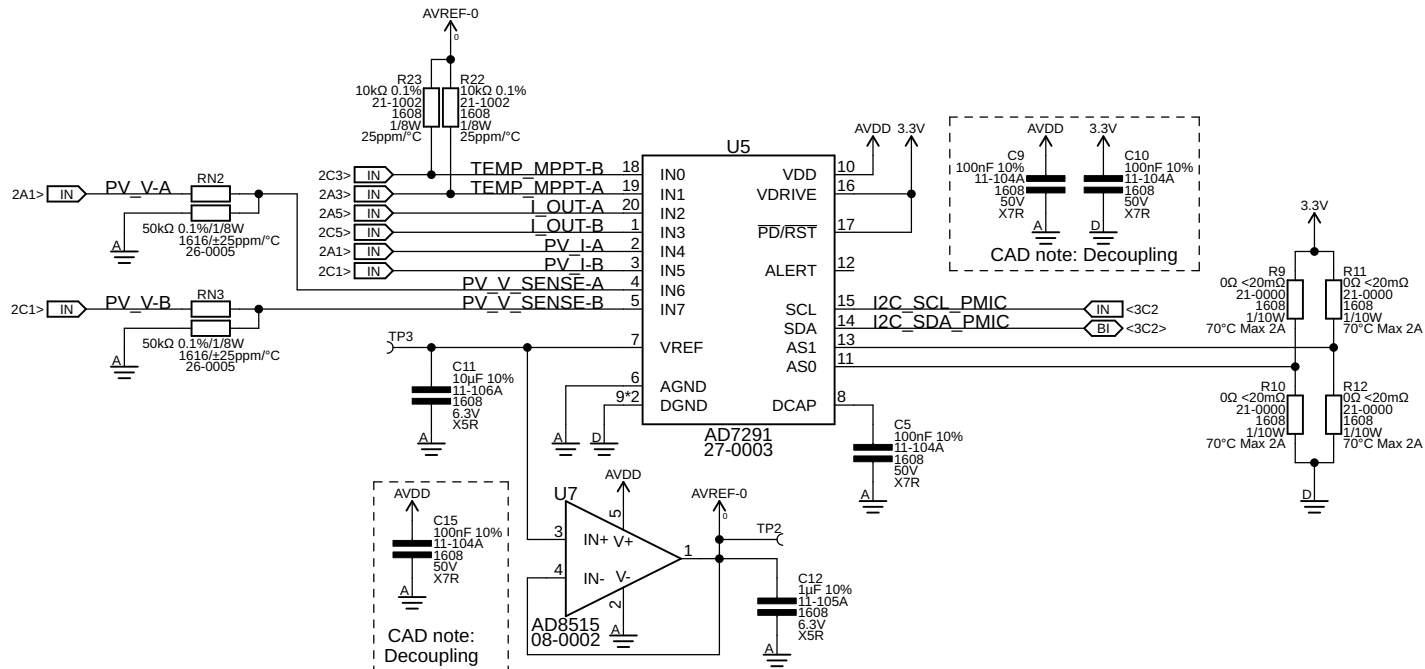 AVREF-0
0
R23
10kΩ 0.1%
21-1002
1608
1/8W
25ppm/°C
R22
10kΩ 0.1%
21-1002
1608
1/8W
25ppm/°C
2A1> IN PV_V-A
RN2
50kΩ 0.1%/1/8W
1616/±25ppm/°C
26-0005
A
2C1> IN PV_V-B
RN3
50kΩ 0.1%/1/8W
1616/±25ppm/°C
26-0005
A
2C3> IN TEMP_MPPT-B 18 IN0
2A3> IN TEMP_MPPT-A 19 IN1
2A5> IN I_OUT-A 20 IN2
2C5> IN I_OUT-B 1 IN3
2A1> IN PV_I-A 2 IN4
2C1> IN PV_I-B 3 IN5
PV_V_SENSE-A 4 IN6
PV_V_SENSE-B 5 IN7
TP3
7 VREF
6 AGND
9*2 DGND
A
D
C11
10µF 10%
11-106A
1608
6.3V
X5R
A
U5
AVDD 3.3V
VDD 10
VDRIVE 16
PD/RST 17
ALERT 12
SCL 15 I2C_SCL_PMIC IN <3C2
SDA 14 I2C_SDA_PMIC BI <3C2>
AS1 13
AS0 11
DCAP 8
AD7291
27-0003
C5
100nF 10%
11-104A
1608
50V
X7R
A
AVDD
C9
100nF 10%
11-104A
1608
50V
X7R
A
3.3V
C10
100nF 10%
11-104A
1608
50V
X7R
D
CAD note: Decoupling
3.3V
R9
0Ω <20mΩ
21-0000
1608
1/10W
70°C Max 2A
R11
0Ω <20mΩ
21-0000
1608
1/10W
70°C Max 2A
R10
0Ω <20mΩ
21-0000
1608
1/10W
70°C Max 2A
R12
0Ω <20mΩ
21-0000
1608
1/10W
70°C Max 2A
D
AVDD
C15
100nF 10%
11-104A
1608
50V
X7R
A
CAD note:
Decoupling
U7
AVDD
5
3 IN+ V+
4 IN- V-
2
1
A
AD8515
08-0002
AVREF-0
0
TP2
C12
1µF 10%
11-105A
1608
6.3V
X5R
A